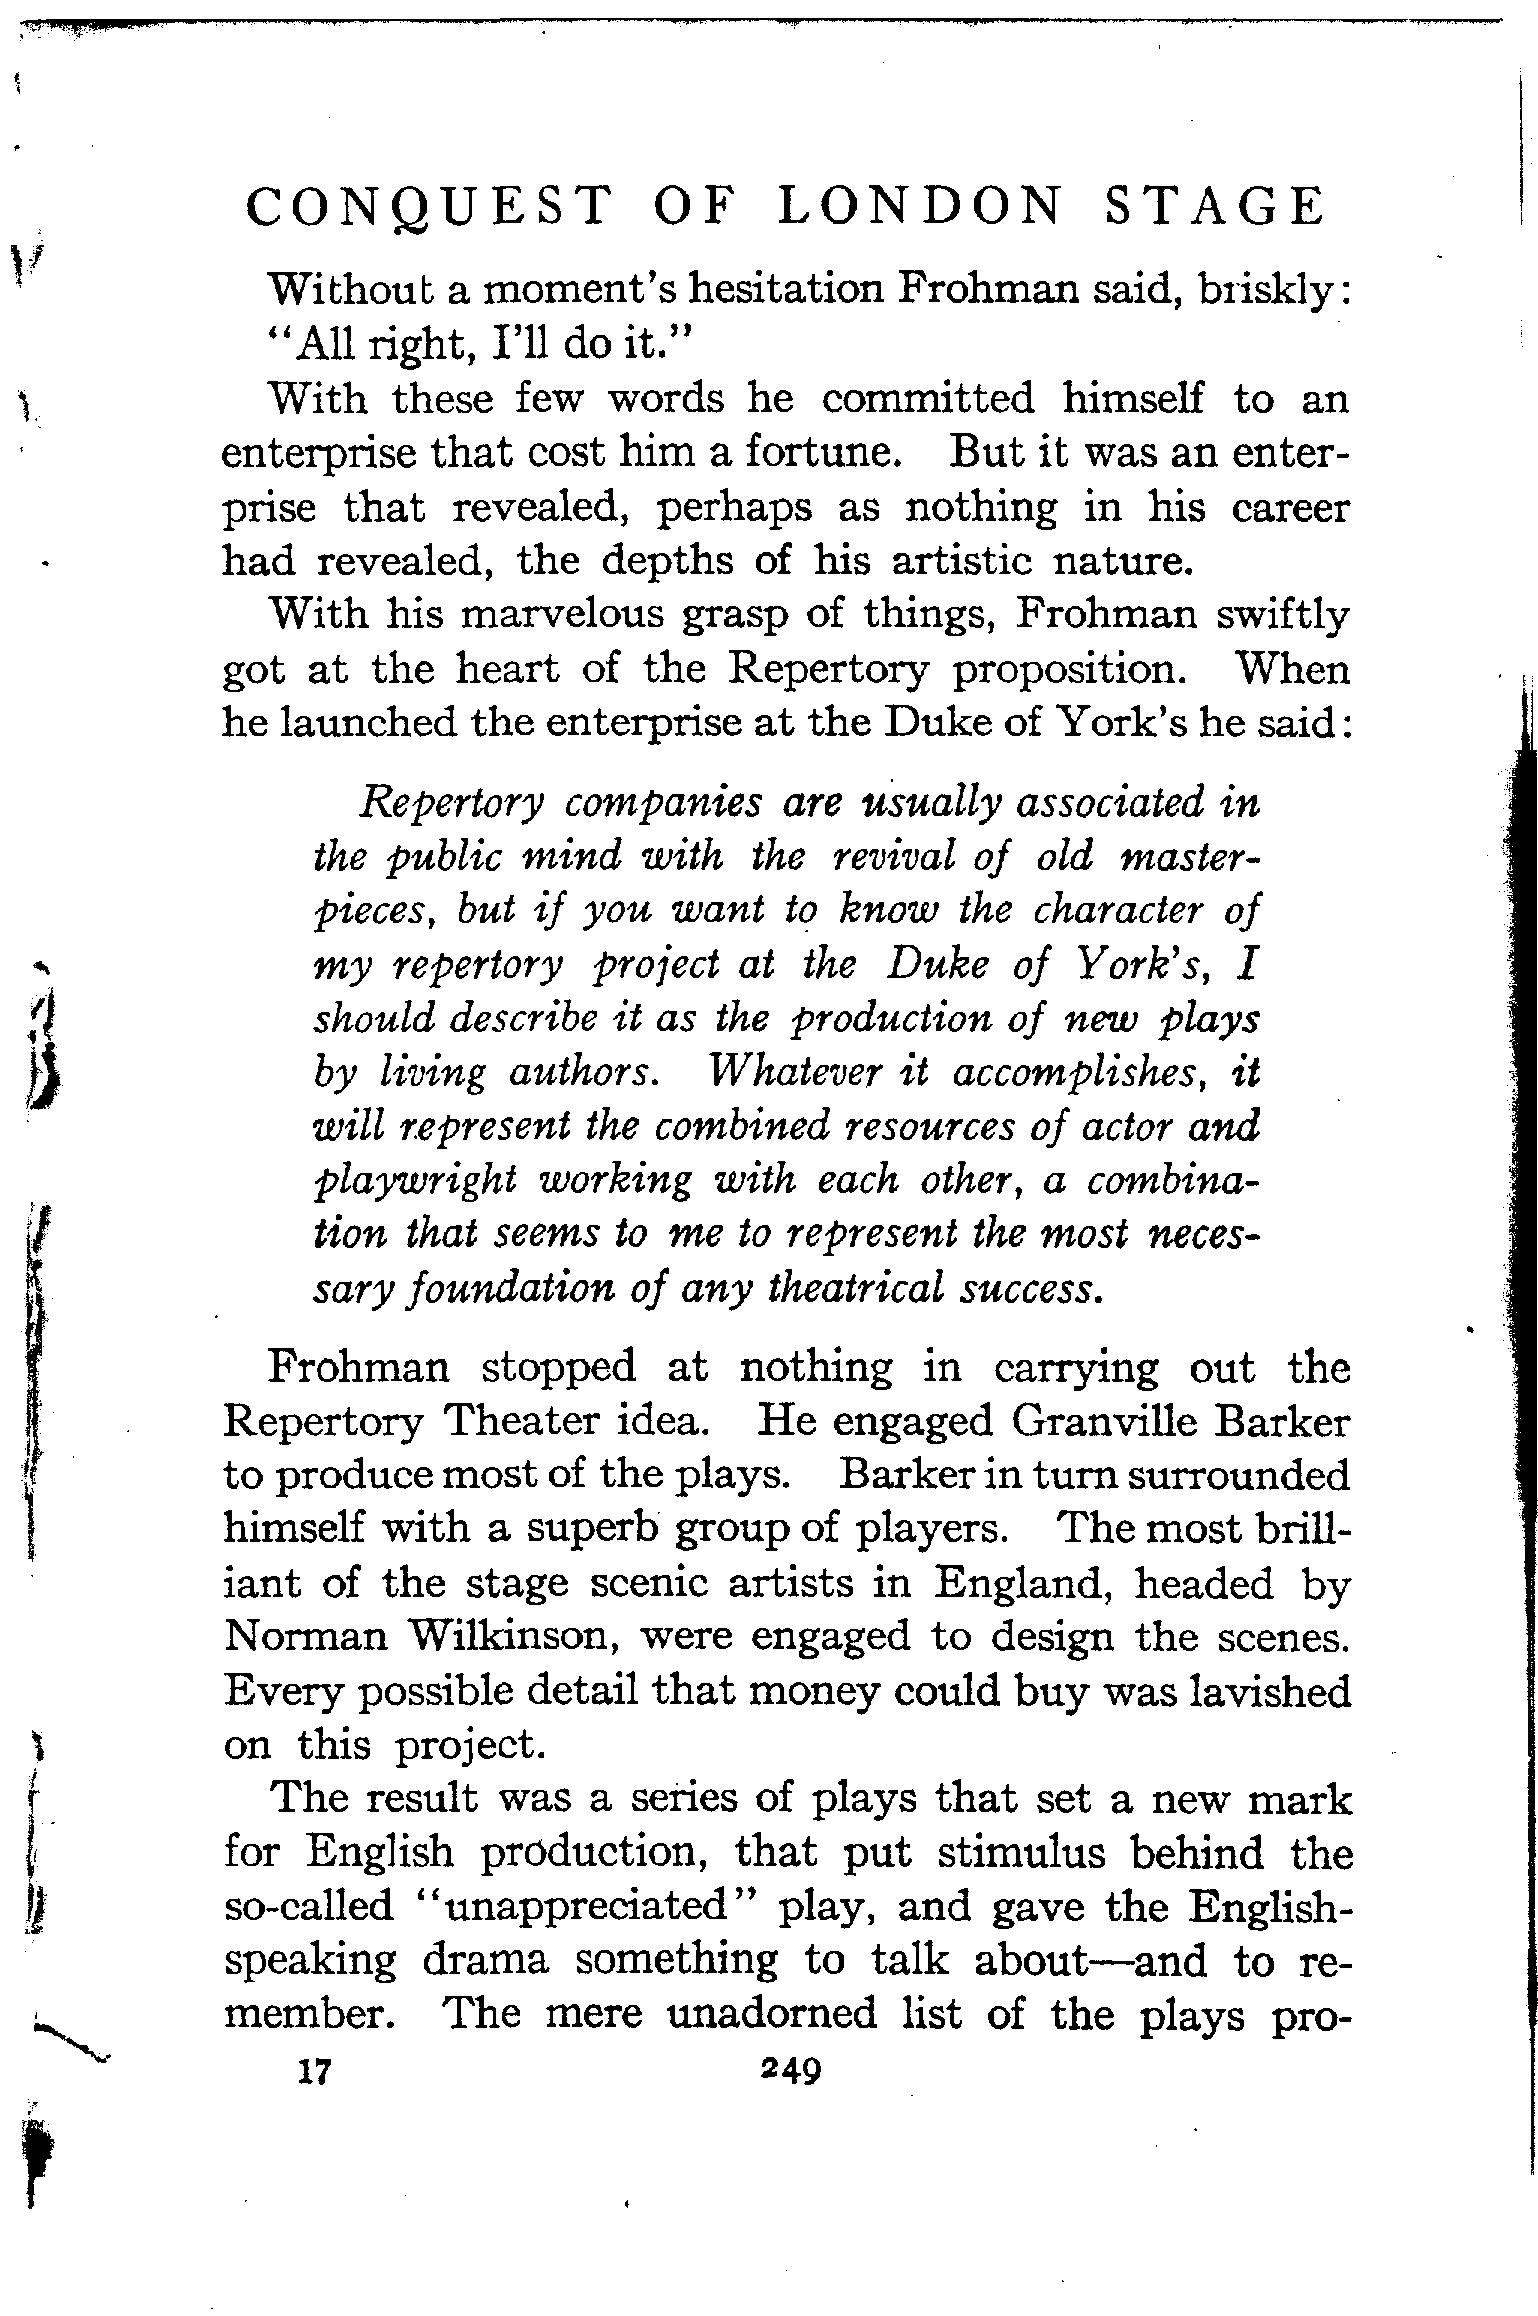 CONQUEST OF LONDON STAGE
Without a moment's hesitation Frohman said, briskly:
"All right, I'll do it."
With these few words he committed himself to an
enterprise that cost him a fortune. But it was an enter-
prise that revealed, perhaps as nothing in his career
had revealed, the depths of his artistic nature.
With his marvelous grasp of things, Frohman swiftly
got at the heart of the Repertory proposition. When
he launched the enterprise at the Duke of York's he said:
Repertory companies are usually associated in
the public mind with the revival of old master-
pieces, but if you want to know the character of
my repertory project at the Duke of York's, I
should describe it as the production of new plays
by living authors. Whatever it accomplishes, it
will represent the combined resources of actor and
playwright working with each other, a combina-
tion that seems to me to represent the most neces-
sary foundation of any theatrical success.
Frohman stopped at nothing in carrying out the
Repertory Theater idea. He engaged Granville Barker
to produce most of the plays. Barker in turn surrounded
himself with a superb group of players. The most brill-
iant of the stage scenic artists in England, headed by
Norman Wilkinson, were engaged to design the scenes.
Every possible detail that money could buy was lavished
on this project.
The result was a series of plays that set a new mark
for English production, that put stimulus behind the
so-called "unappreciated" play, and gave the English-
speaking drama something to talk about—and to re-
member. The mere unadorned list of the plays pro-
17 249